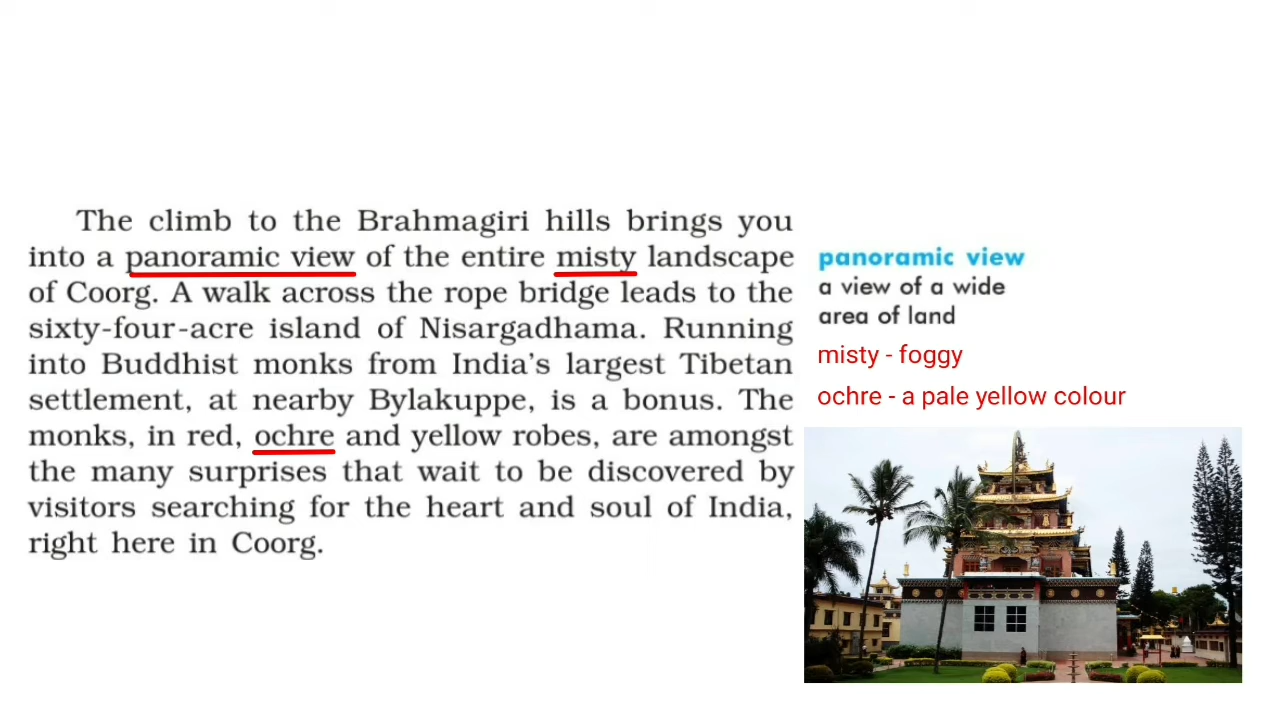 The climb to the Brahmagiri hills brings you
into a panoramic view of the entire misty landscape
of Coorg. A walk across the rope bridge leads to the
sixty-four-acre island of Nisargadhama. Running
into Buddhist monks from India's largest Tibetan
settlement, at nearby Bylakuppe, is a bonus. The
monks, in red, ochre and yellow robes, are amongst
the many surprises that wait to be discovered by
visitors searching for the heart and soul of India,
right here in Coorg.
panoramic view
a view of a wide
area of land
misty - foggy
ochre - a pale yellow colour